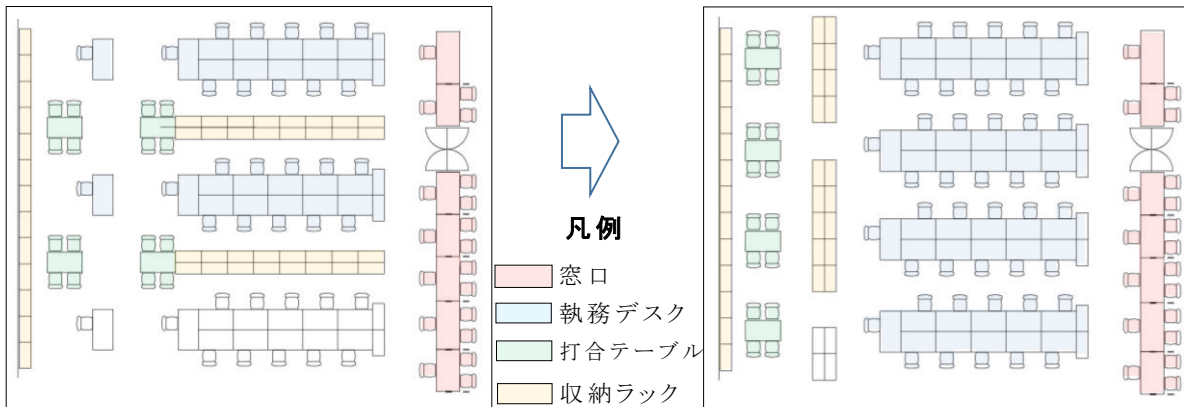 凡例
窓口
執務デスク
打合テーブル
収納ラック